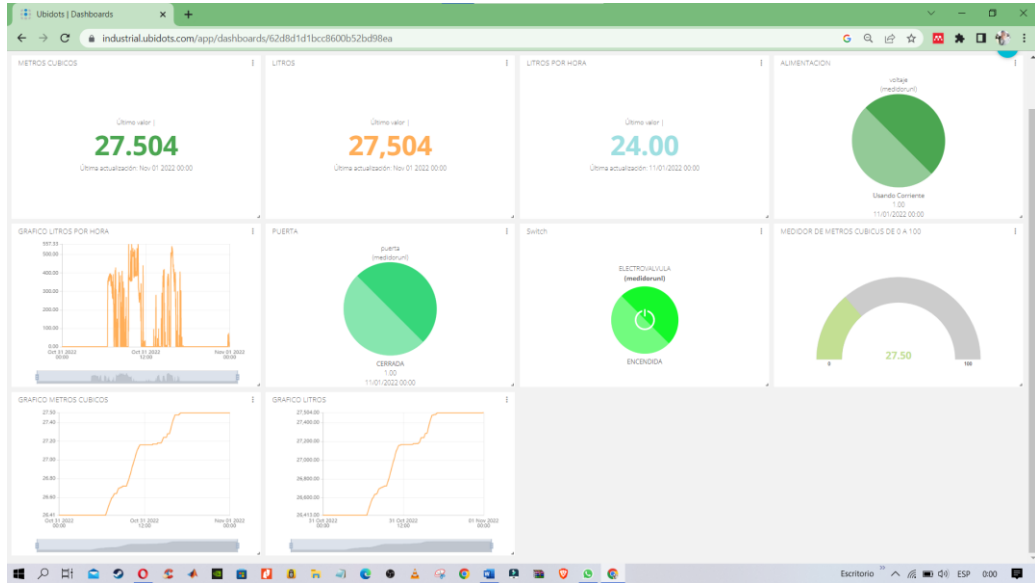 Ubidots | Dashboards
industrial.ubidots.com/app/dashboards/62d8d1d1bcc8600b52bd98ea
METROS CUBICOS
Último valor |
27.504
Última actualización: Nov 01 2022 00:00
LITROS
Último valor |
27,504
Última actualización: Nov 01 2022 00:00
LITROS POR HORA
Último valor |
24.00
Última actualización: 11/01/2022 00:00
ALIMENTACION
voltaje
(medidorunl)
Usando Corriente
1.00
11/01/2022 00:00
GRAFICO LITROS POR HORA
557.33
500.00
400.00
300.00
200.00
100.00
0.00
Oct 31 2022
00:00
Oct 31 2022
12:00
Nov 01 2022
00:00
PUERTA
puerta
(medidorunl)
CERRADA
1.00
11/01/2022 00:00
Switch
ELECTROVALVULA
(medidorunl)
ENCENDIDA
MEDIDOR DE METROS CUBICUS DE 0 A 100
27.50
0
100
GRAFICO METROS CUBICOS
27.50
27.40
27.20
27.00
26.80
26.60
26.41
Oct 31 2022
00:00
Oct 31 2022
12:00
Nov 01 2022
00:00
GRAFICO LITROS
27,504.00
27,400.00
27,200.00
27,000.00
26,800.00
26,600.00
26,413.00
31 Oct 2022
00:00
31 Oct 2022
12:00
01 Nov 2022
00:00
Escritorio
ESP
0:00